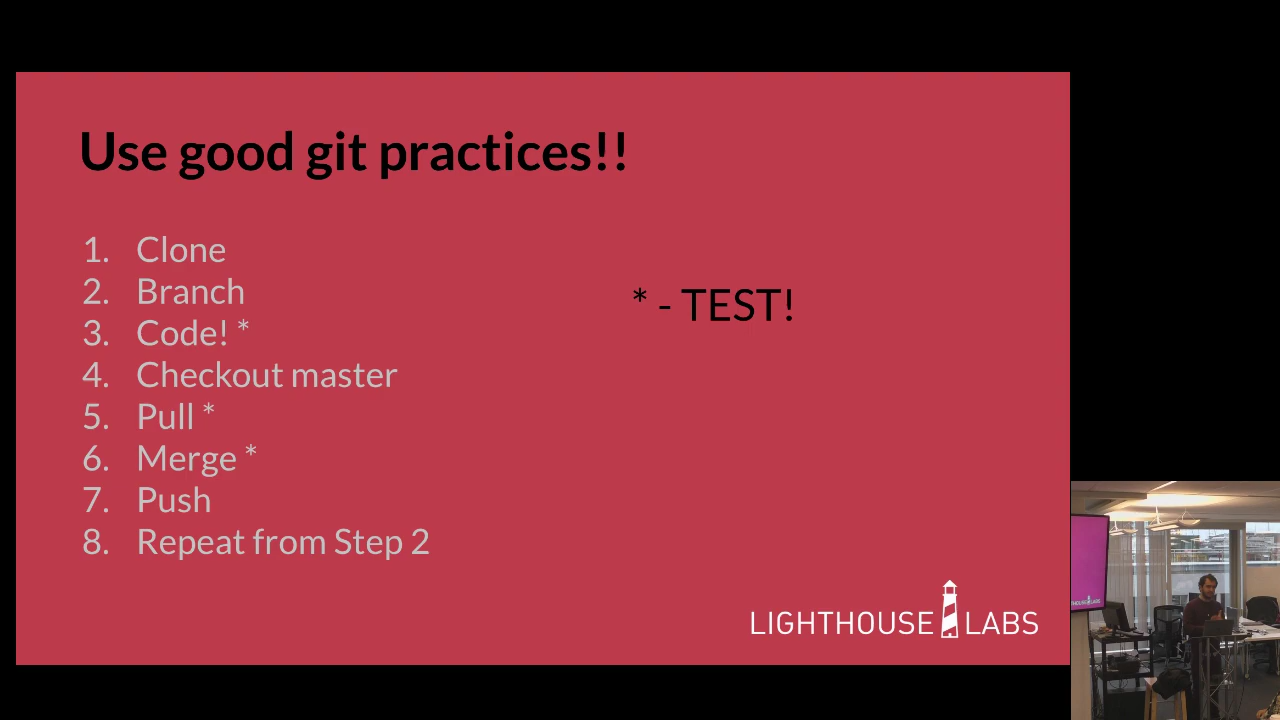 Use good git practices!!
1. Clone
2. Branch
3. Code! *
4. Checkout master
5. Pull *
6. Merge *
7. Push
8. Repeat from Step 2
* - TEST!
LIGHTHOUSE LABS